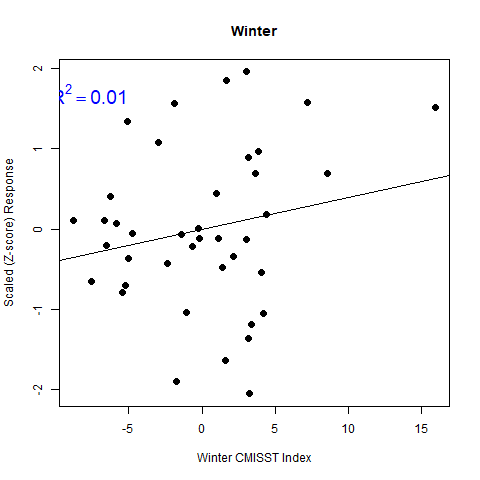 Winter
R² = 0.01
Scaled (Z-score) Response
2
1
0
-1
-2
-5 0 5 10 15
Winter CMISST Index